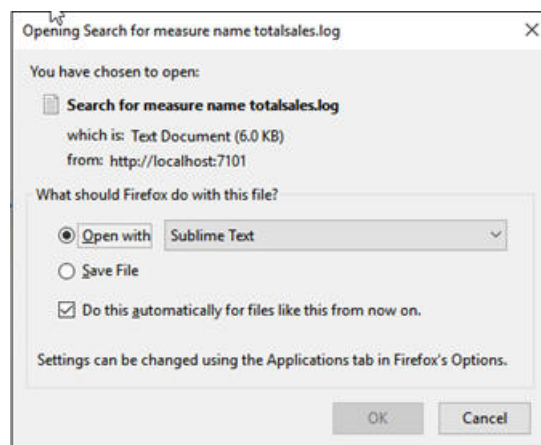 Opening Search for measure name totalsales.log
You have chosen to open:
Search for measure name totalsales.log
which is: Text Document (6.0 KB)
from: http://localhost:7101
What should Firefox do with this file?
Open with Sublime Text
Save File
Do this automatically for files like this from now on.
Settings can be changed using the Applications tab in Firefox's Options.
OK Cancel